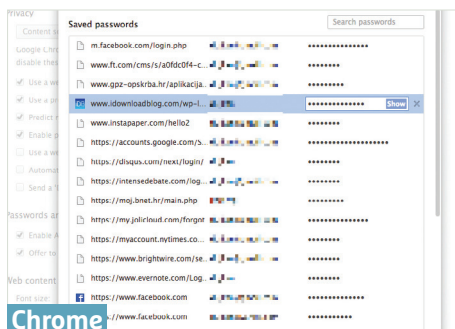 Privacy
Saved passwords
Search passwords
Content s
m.facebook.com/login.php
Google Chro
disable thes
www.ft.com/cms/s/a0fdc0f4-c...
Use a we
www.gpz-opskrba.hr/aplikacija..
Use a pr
www.idownloadblog.com/wp-l...
Show
Predict n
www.instapaper.com/hello2
Enable p
https://accounts.google.com/S..
Use a we
https://disqus.com/next/login/
Automat
https://intensedebate.com/log...
Send a 'D
https://moj.bnet.hr/main.php
Passwords an
https://my.jolicloud.com/forgot
Enable A
https://myaccount.nytimes.co...
Offer to
https://www.brightwire.com/se..
https://www.evernote.com/Log..
Web content
https://www.facebook.com
Font size:
Chrome
//www.facebook.com